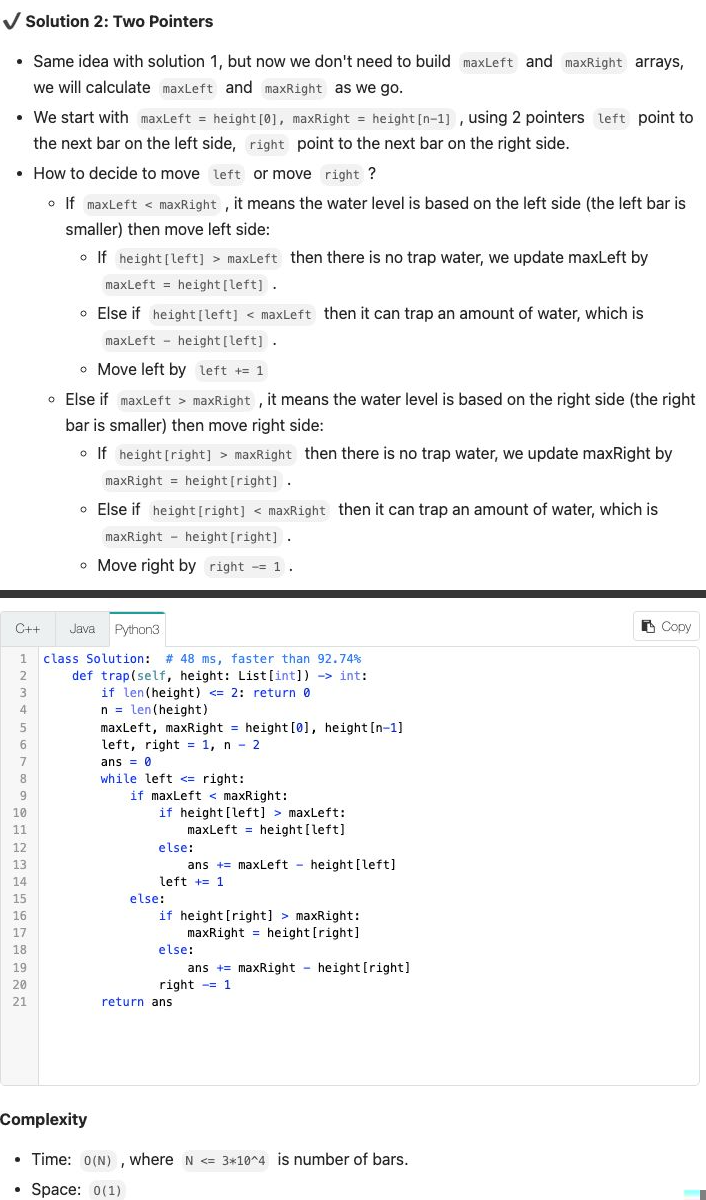 ✓ Solution 2: Two Pointers
• Same idea with solution 1, but now we don't need to build maxLeft and maxRight arrays,
we will calculate maxLeft and maxRight as we go.
• We start with maxLeft = height[0], maxRight = height[n-1] , using 2 pointers left point to
the next bar on the left side, right point to the next bar on the right side.
• How to decide to move left or move right ?
◦ If maxLeft < maxRight , it means the water level is based on the left side (the left bar is
smaller) then move left side:
◦ If height[left] > maxLeft then there is no trap water, we update maxLeft by
maxLeft = height[left] .
◦ Else if height[left] < maxLeft then it can trap an amount of water, which is
maxLeft - height[left] .
◦ Move left by left += 1
◦ Else if maxLeft > maxRight , it means the water level is based on the right side (the right
bar is smaller) then move right side:
◦ If height[right] > maxRight then there is no trap water, we update maxRight by
maxRight = height[right] .
◦ Else if height[right] < maxRight then it can trap an amount of water, which is
maxRight - height[right] .
◦ Move right by right -= 1 .
C++ Java Python3 Copy
1 class Solution:  # 48 ms, faster than 92.74%
2     def trap(self, height: List[int]) -> int:
3         if len(height) <= 2: return 0
4         n = len(height)
5         maxLeft, maxRight = height[0], height[n-1]
6         left, right = 1, n - 2
7         ans = 0
8         while left <= right:
9             if maxLeft < maxRight:
10                 if height[left] > maxLeft:
11                     maxLeft = height[left]
12                 else:
13                     ans += maxLeft - height[left]
14                 left += 1
15             else:
16                 if height[right] > maxRight:
17                     maxRight = height[right]
18                 else:
19                     ans += maxRight - height[right]
20                 right -= 1
21         return ans
Complexity
• Time: O(N) , where N <= 3*10^4 is number of bars.
• Space: O(1)